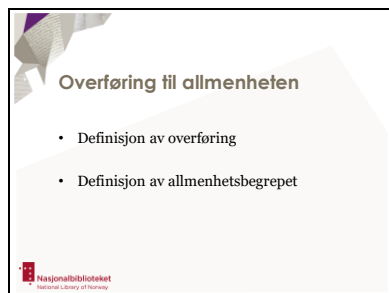 Overføring til allmenheten
• Definisjon av overføring
• Definisjon av allmenhetsbegrepet
Nasjonalbiblioteket
National Library of Norway